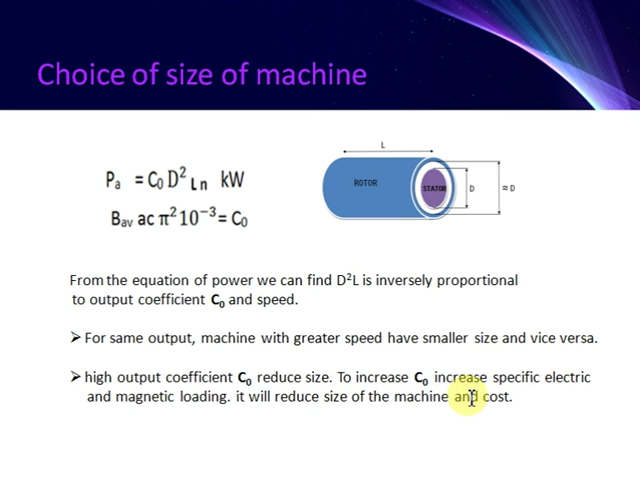 Choice of size of machine
Pₐ = C₀ D² Ln kW
Bav ac π² 10⁻³ = C₀
L
ROTOR
STATOR
D
≈ D
From the equation of power we can find D²L is inversely proportional
to output coefficient C₀ and speed.
➢ For same output, machine with greater speed have smaller size and vice versa.
➢ high output coefficient C₀ reduce size. To increase C₀ increase specific electric
and magnetic loading. it will reduce size of the machine and cost.